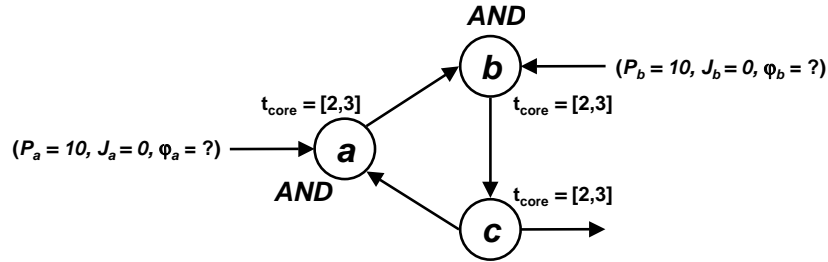 AND
b
(P_b = 10, J_b = 0, φ_b = ?)
t_core = [2,3]
t_core = [2,3]
(P_a = 10, J_a = 0, φ_a = ?)
a
AND
t_core = [2,3]
c